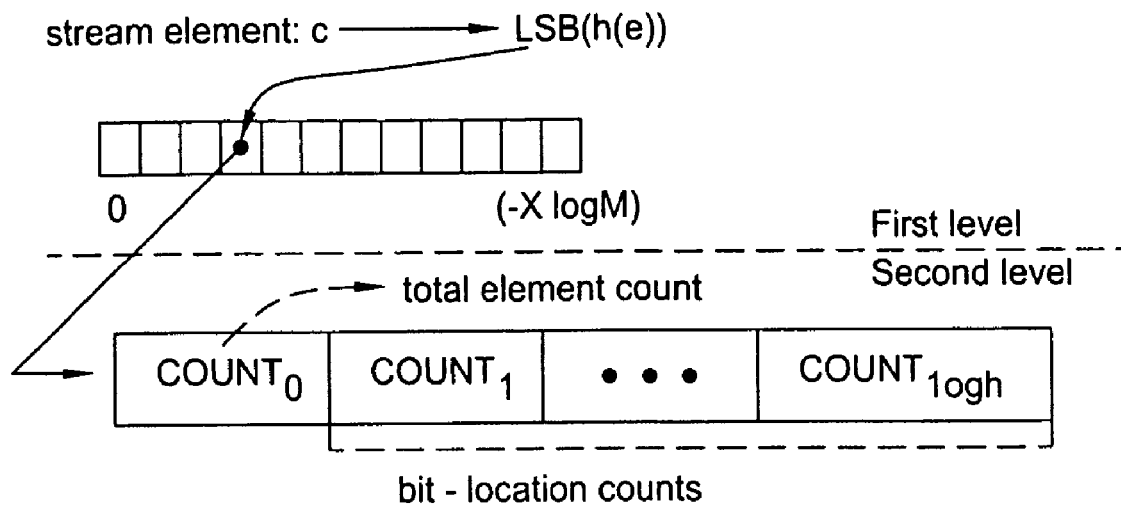 stream element: c LSB(h(e))
0 (-X logM)
First level
Second level
total element count
COUNT0 COUNT1 • • • COUNT1ogh
bit - location counts